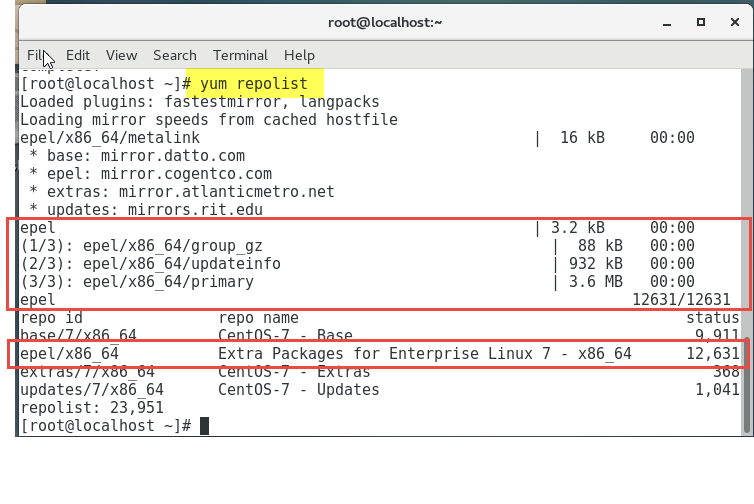 root@localhost:~
File Edit View Search Terminal Help
[root@localhost ~]# yum repolist
Loaded plugins: fastestmirror, langpacks
Loading mirror speeds from cached hostfile
epel/x86_64/metalink | 16 kB 00:00
* base: mirror.datto.com
* epel: mirror.cogentco.com
* extras: mirror.atlanticmetro.net
* updates: mirrors.rit.edu
epel | 3.2 kB 00:00
(1/3): epel/x86_64/group_gz | 88 kB 00:00
(2/3): epel/x86_64/updateinfo | 932 kB 00:00
(3/3): epel/x86_64/primary | 3.6 MB 00:00
epel 12631/12631
repo id repo name status
base/7/x86_64 CentOS-7 - Base 9,911
epel/x86_64 Extra Packages for Enterprise Linux 7 - x86_64 12,631
extras/7/x86_64 CentOS-7 - Extras 368
updates/7/x86_64 CentOS-7 - Updates 1,041
repolist: 23,951
[root@localhost ~]#